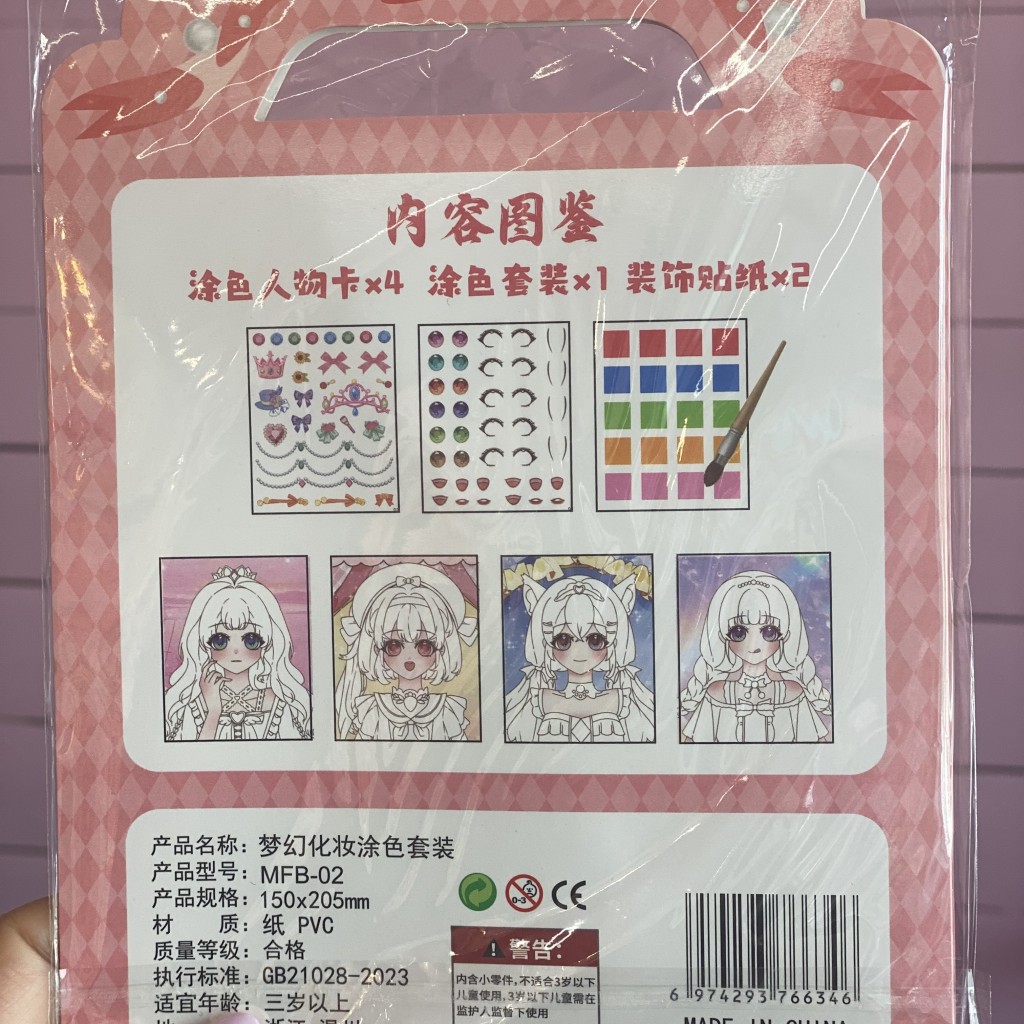 内容图鉴
涂色人物卡x4 涂色套装x1 装饰贴纸x2
产品名称：梦幻化妆涂色套装
产品型号：MFB-02
产品规格：150x205mm
材 质：纸 PVC
质量等级：合格
执行标准：GB21028-2023
适宜年龄：三岁以上
0-3
CE
警告：
内含小零件，不适合3岁以下
儿童使用，3岁以下儿童需在
监护人监督下使用
6 974293 766346
MADE IN CHINA